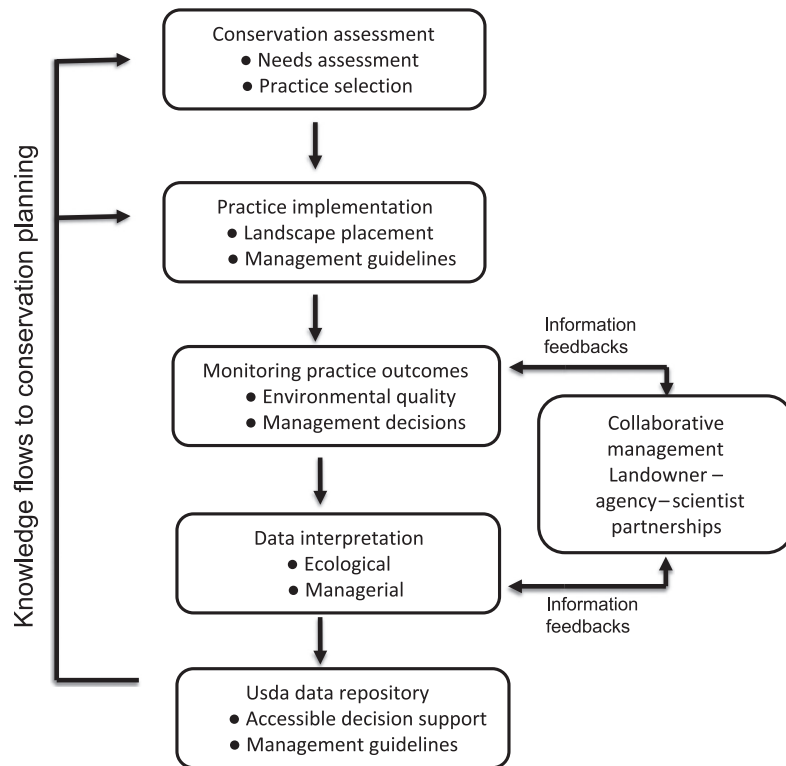 Conservation assessment
● Needs assessment
● Practice selection
Practice implementation
● Landscape placement
● Management guidelines
Monitoring practice outcomes
● Environmental quality
● Management decisions
Data interpretation
● Ecological
● Managerial
Usda data repository
● Accessible decision support
● Management guidelines
Information
feedbacks
Collaborative
management
Landowner –
agency–scientist
partnerships
Information
feedbacks
Knowledge flows to conservation planning